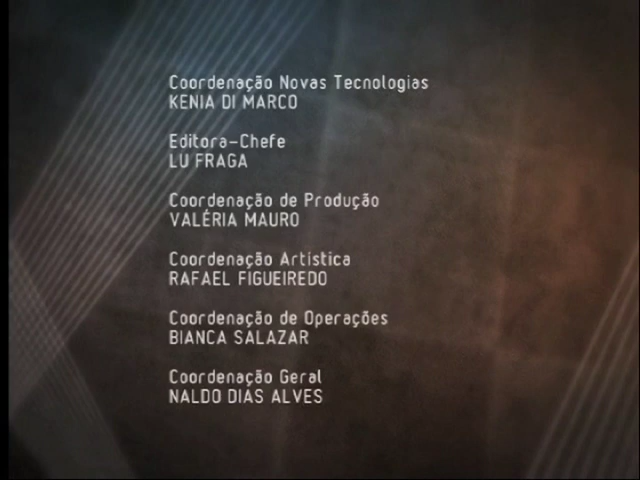 Coordenação Novas Tecnologias
KENIA DI MARCO
Editora-Chefe
LU FRAGA
Coordenação de Produção
VALÉRIA MAURO
Coordenação Artística
RAFAEL FIGUEIREDO
Coordenação de Operações
BIANCA SALAZAR
Coordenação Geral
NALDO DIAS ALVES